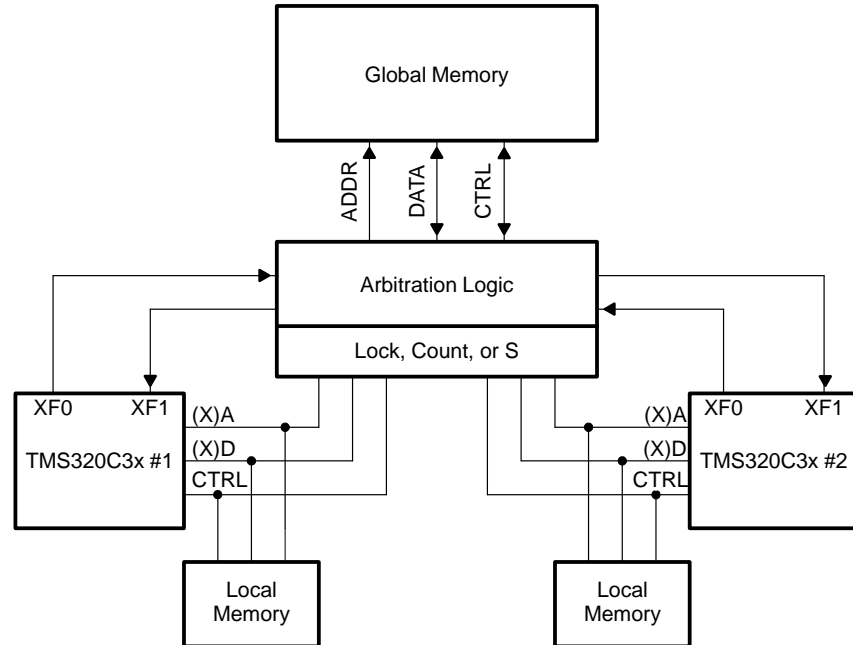 Global Memory
ADDR
DATA
CTRL
Arbitration Logic
Lock, Count, or S
XF0 XF1
(X)A
(X)D
TMS320C3x #1
CTRL
(X)A
XF0 XF1
(X)D
TMS320C3x #2
CTRL
Local
Memory
Local
Memory